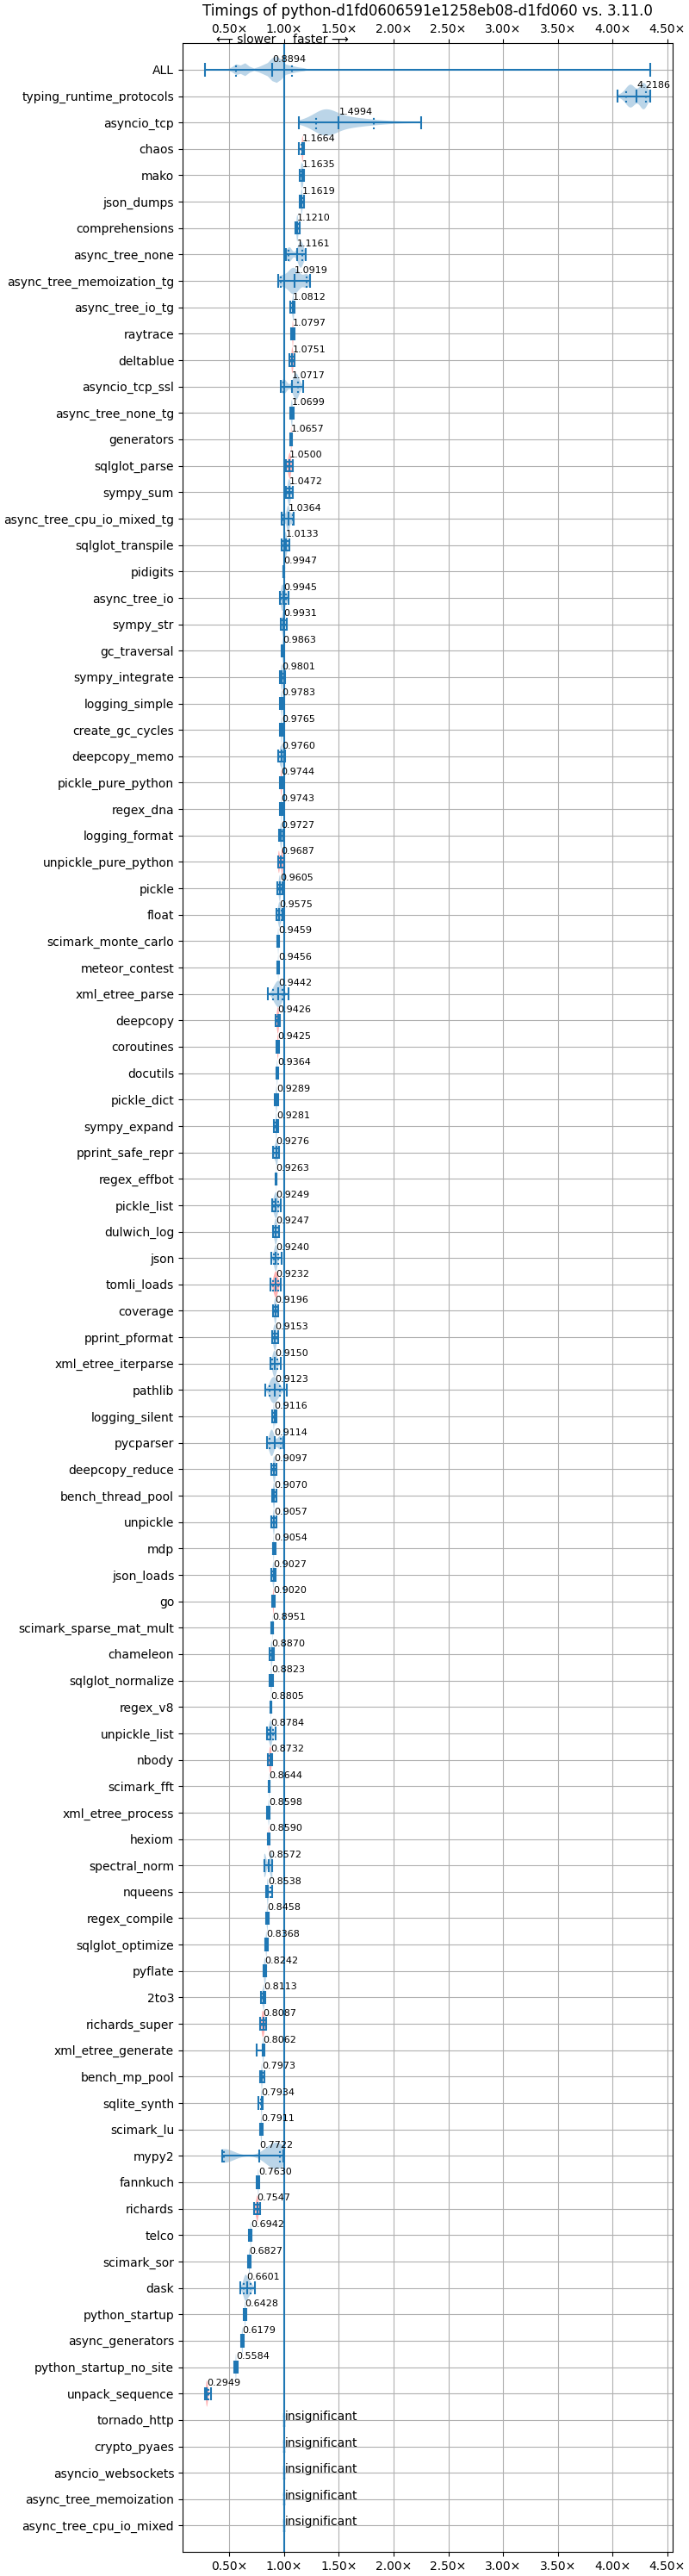 Timings of python-d1fd0606591e1258eb08-d1fd060 vs. 3.11.0
0.50× 1.00× 1.50× 2.00× 2.50× 3.00× 3.50× 4.00× 4.50×
⟵ slower faster ⟶
ALL 0.8894
typing_runtime_protocols 4.2186
asyncio_tcp 1.4994
chaos 1.1664
mako 1.1635
json_dumps 1.1619
comprehensions 1.1210
async_tree_none 1.1161
async_tree_memoization_tg 1.0919
async_tree_io_tg 1.0812
raytrace 1.0797
deltablue 1.0751
asyncio_tcp_ssl 1.0717
async_tree_none_tg 1.0699
generators 1.0657
sqlglot_parse 1.0500
sympy_sum 1.0472
async_tree_cpu_io_mixed_tg 1.0364
sqlglot_transpile 1.0133
pidigits 0.9947
async_tree_io 0.9945
sympy_str 0.9931
gc_traversal 0.9863
sympy_integrate 0.9801
logging_simple 0.9783
create_gc_cycles 0.9765
deepcopy_memo 0.9760
pickle_pure_python 0.9744
regex_dna 0.9743
logging_format 0.9727
unpickle_pure_python 0.9687
pickle 0.9605
float 0.9575
scimark_monte_carlo 0.9459
meteor_contest 0.9456
xml_etree_parse 0.9442
deepcopy 0.9426
coroutines 0.9425
docutils 0.9364
pickle_dict 0.9289
sympy_expand 0.9281
pprint_safe_repr 0.9276
regex_effbot 0.9263
pickle_list 0.9249
dulwich_log 0.9247
json 0.9240
tomli_loads 0.9232
coverage 0.9196
pprint_pformat 0.9153
xml_etree_iterparse 0.9150
pathlib 0.9123
logging_silent 0.9116
pycparser 0.9114
deepcopy_reduce 0.9097
bench_thread_pool 0.9070
unpickle 0.9057
mdp 0.9054
json_loads 0.9027
go 0.9020
scimark_sparse_mat_mult 0.8951
chameleon 0.8870
sqlglot_normalize 0.8823
regex_v8 0.8805
unpickle_list 0.8784
nbody 0.8732
scimark_fft 0.8644
xml_etree_process 0.8598
hexiom 0.8590
spectral_norm 0.8572
nqueens 0.8538
regex_compile 0.8458
sqlglot_optimize 0.8368
pyflate 0.8242
2to3 0.8113
richards_super 0.8087
xml_etree_generate 0.8062
bench_mp_pool 0.7973
sqlite_synth 0.7934
scimark_lu 0.7911
mypy2 0.7722
fannkuch 0.7630
richards 0.7547
telco 0.6942
scimark_sor 0.6827
dask 0.6601
python_startup 0.6428
async_generators 0.6179
python_startup_no_site 0.5584
unpack_sequence 0.2949
tornado_http insignificant
crypto_pyaes insignificant
asyncio_websockets insignificant
async_tree_memoization insignificant
async_tree_cpu_io_mixed insignificant
0.50× 1.00× 1.50× 2.00× 2.50× 3.00× 3.50× 4.00× 4.50×